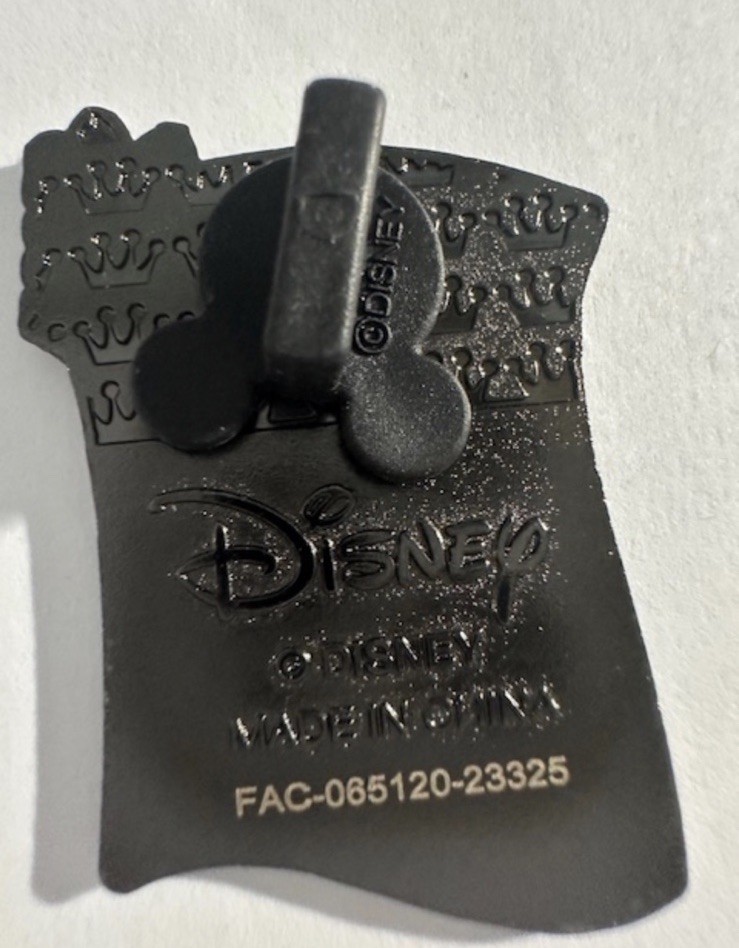 ©DISNEY
Disney
© DISNEY
MADE IN CHINA
FAC-065120-23325